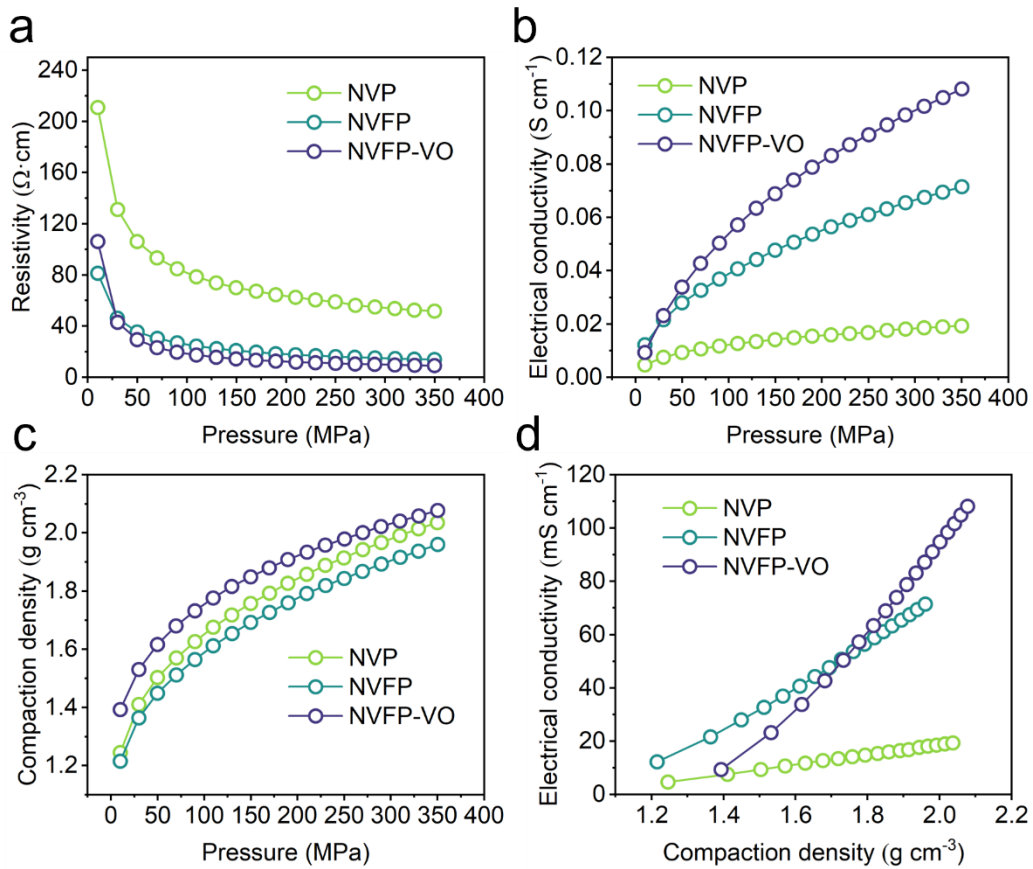 a
240
200
160
120
80
40
0
Resistivity (Ω·cm)
NVP
NVFP
NVFP-VO
0 50 100 150 200 250 300 350 400
Pressure (MPa)
b
0.12
0.10
0.08
0.06
0.04
0.02
0.00
Electrical conductivity (S cm⁻¹)
NVP
NVFP
NVFP-VO
0 50 100 150 200 250 300 350 400
Pressure (MPa)
c
2.2
2.0
1.8
1.6
1.4
1.2
Compaction density (g cm⁻³)
NVP
NVFP
NVFP-VO
0 50 100 150 200 250 300 350 400
Pressure (MPa)
d
120
100
80
60
40
20
0
Electrical conductivity (mS cm⁻¹)
NVP
NVFP
NVFP-VO
1.2 1.4 1.6 1.8 2.0 2.2
Compaction density (g cm⁻³)